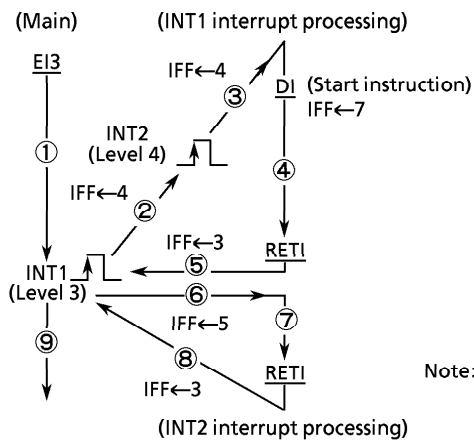 (Main)
(INT1 interrupt processing)
EI3
IFF←4
③
DI
(Start instruction)
IFF←7
INT2
(Level 4)
①
④
IFF←4
②
IFF←3
RETI
INT1
(Level 3)
⑤
⑥
IFF←5
⑦
⑨
⑧
IFF←3
RETI
Note:
(INT2 interrupt processing)